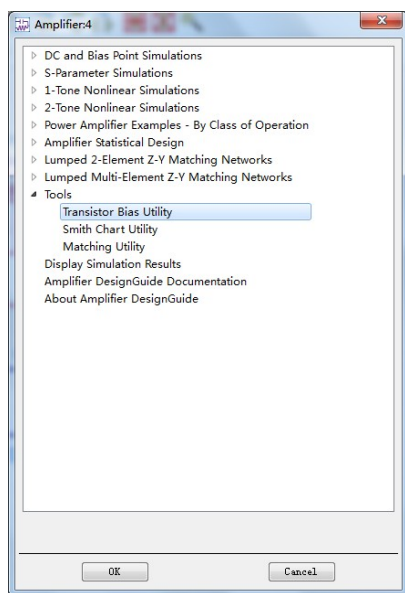 Amplifier:4
DC and Bias Point Simulations
S-Parameter Simulations
1-Tone Nonlinear Simulations
2-Tone Nonlinear Simulations
Power Amplifier Examples - By Class of Operation
Amplifier Statistical Design
Lumped 2-Element Z-Y Matching Networks
Lumped Multi-Element Z-Y Matching Networks
Tools
Transistor Bias Utility
Smith Chart Utility
Matching Utility
Display Simulation Results
Amplifier DesignGuide Documentation
About Amplifier DesignGuide
OK Cancel